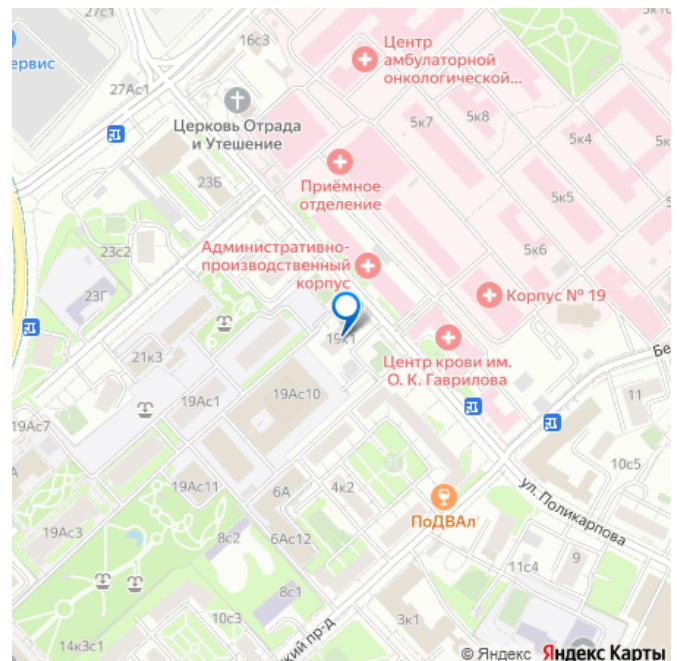 27с1
5к10
16с3
Центр
амбулаторной
онкологической...
ервис
27Ас1
Церковь Отрада
и Утешение
5к7
5к8
5к4
5к
Приёмное
отделение
23Б
5к5
23с2
Административно-
производственный
корпус
5к6
23Г
Корпус № 19
19к1
Центр крови им.
О. К. Гаврилова
Бе
21к3
19Ас1
19Ас10
11
19Ас7
А
10с5
19Ас11
6А
4к2
ПоДВАл
ул. Поликарпова
19Ас3
8с2
6Ас12
11с4
9
8с1
10с3
3к1
кий пр-д
14к3с1
© Яндекс Яндекс Карты